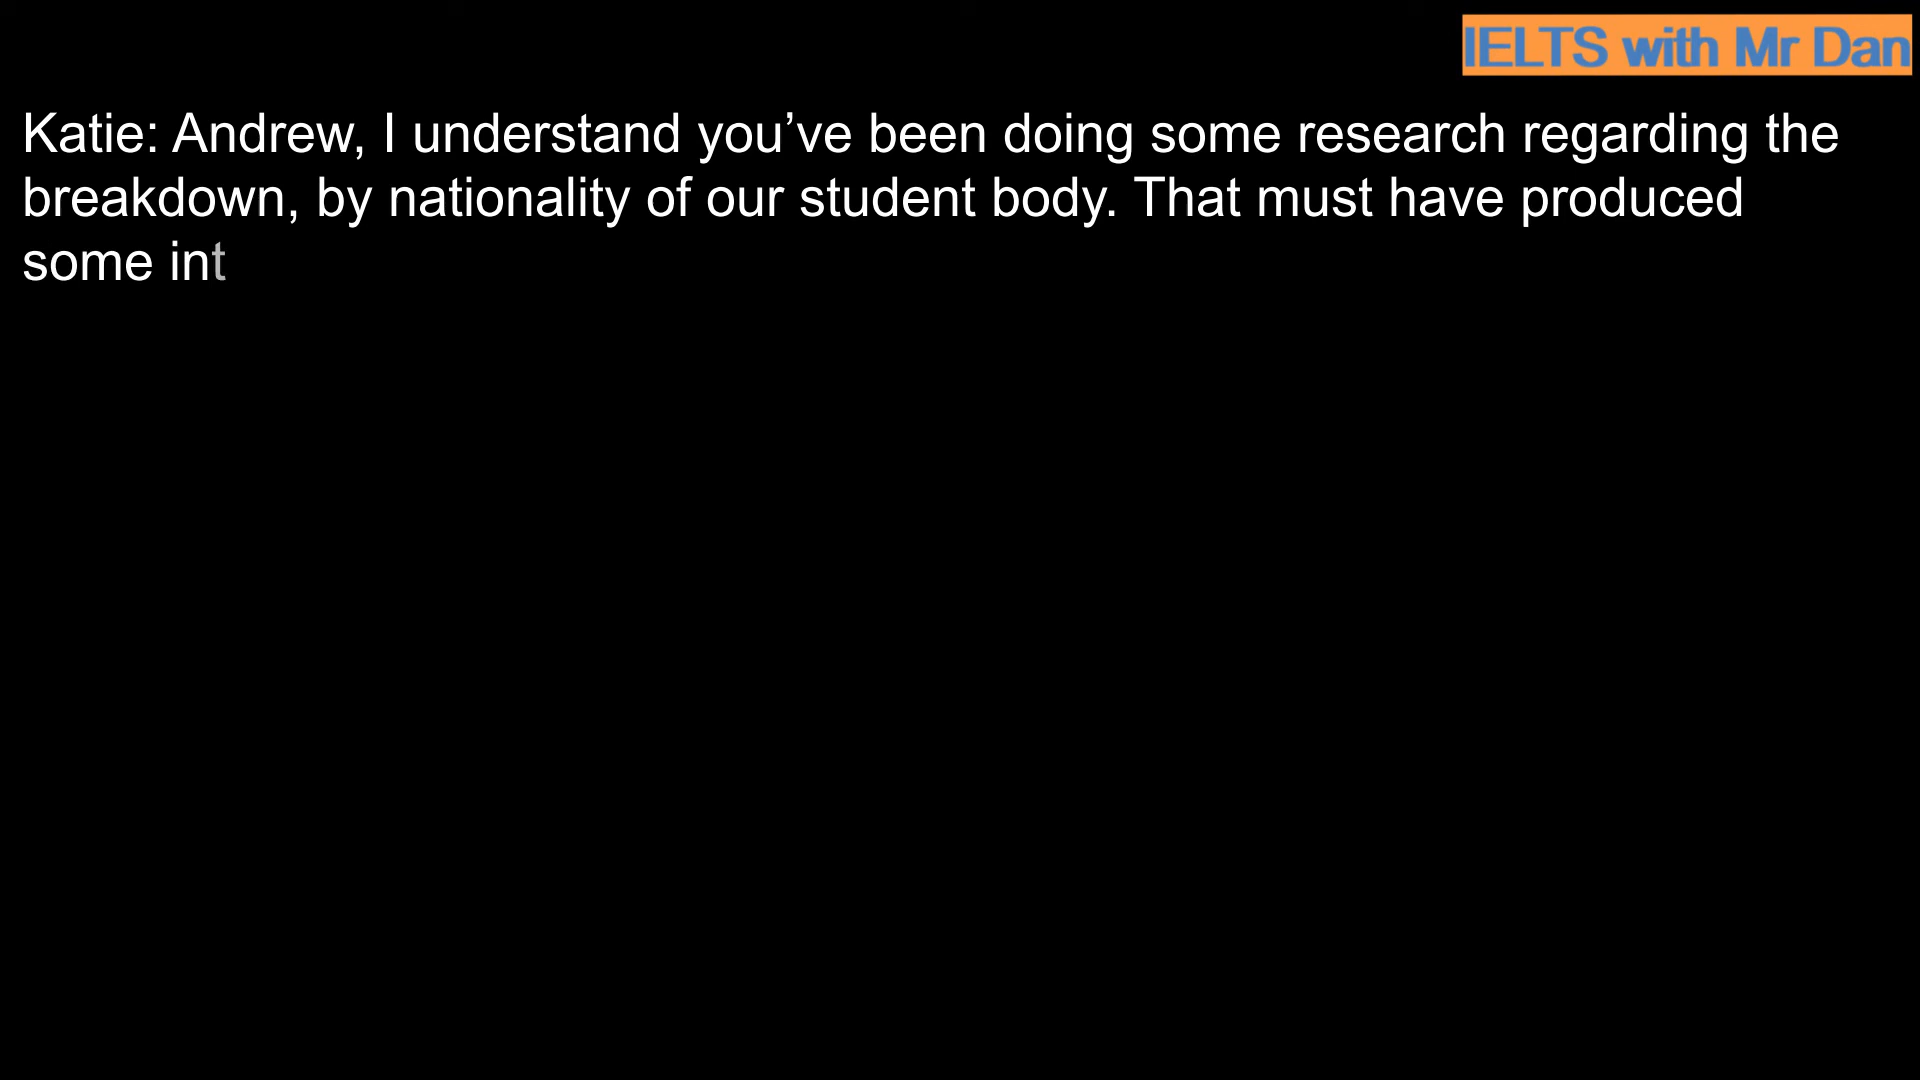 IELTS with Mr Dan
Katie: Andrew, I understand you’ve been doing some research regarding the
breakdown, by nationality of our student body. That must have produced
some int